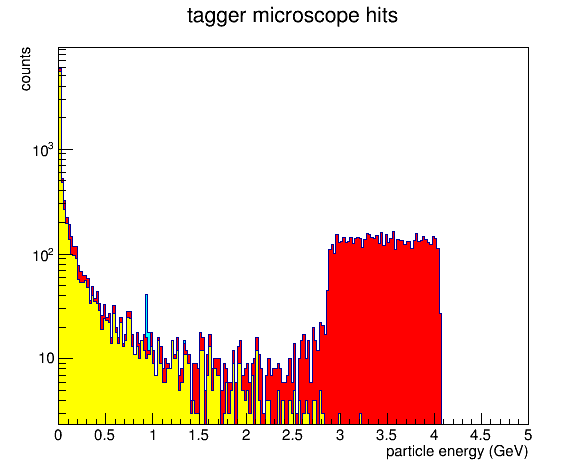 tagger microscope hits
counts
10³
10²
10
0 0.5 1 1.5 2 2.5 3 3.5 4 4.5 5
particle energy (GeV)